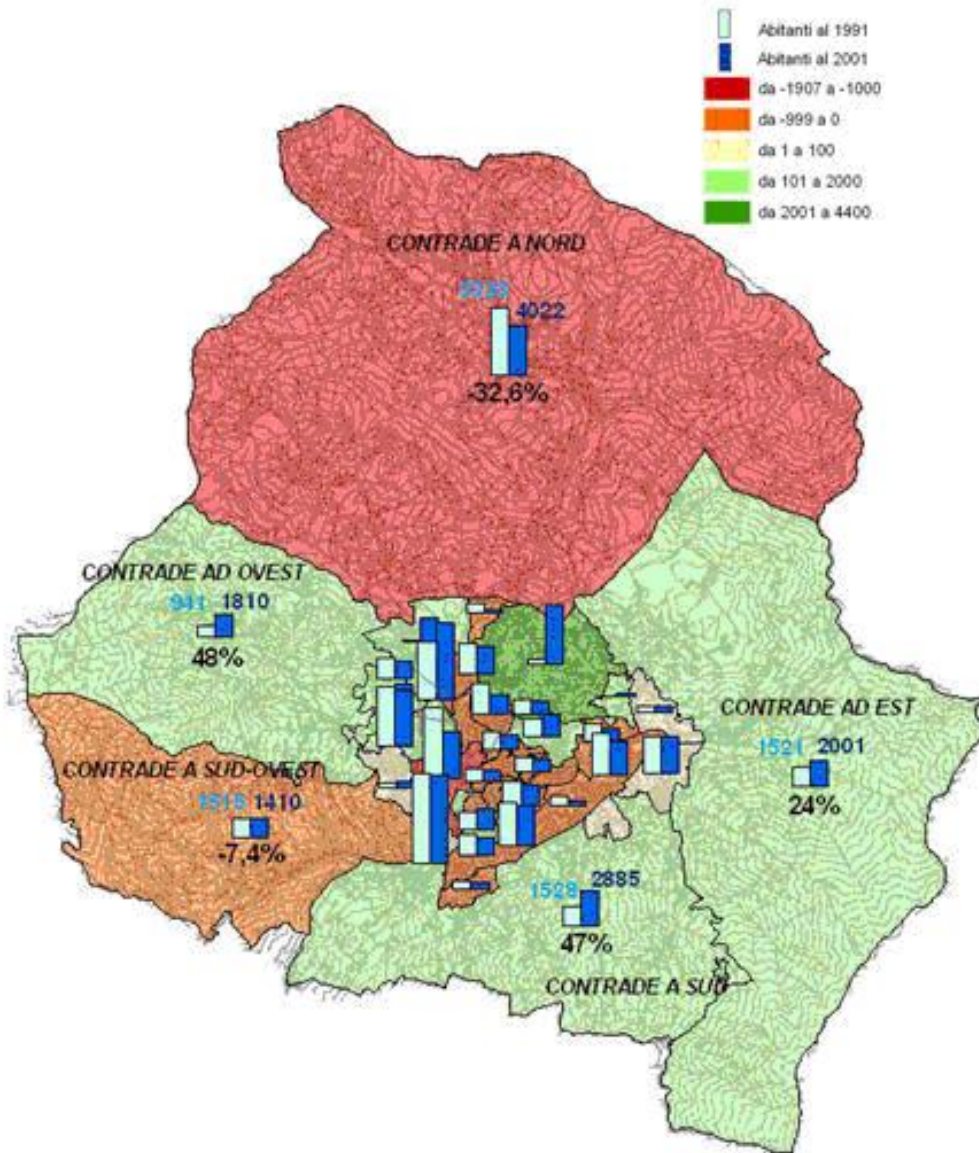 Abitanti al 1991
Abitanti al 2001
da -1907 a -1000
da -999 a 0
da 1 a 100
da 101 a 2000
da 2001 a 4400
CONTRADE A NORD
4022
-32,6%
CONTRADE AD OVEST
941 1810
48%
CONTRADE AD EST
1521 2001
24%
CONTRADE A SUD-OVEST
1515 1410
-7,4%
1528 2885
47%
CONTRADE A SUD